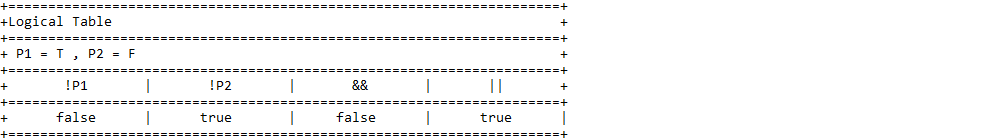 +=====================================================================+
+Logical Table                                                        +
+=====================================================================+
+ P1 = T , P2 = F                                                     +
+=====================================================================+
+       !P1       |       !P2       |       &&       |       ||       +
+=====================================================================+
+      false      |      true       |     false      |      true      |
+=====================================================================+